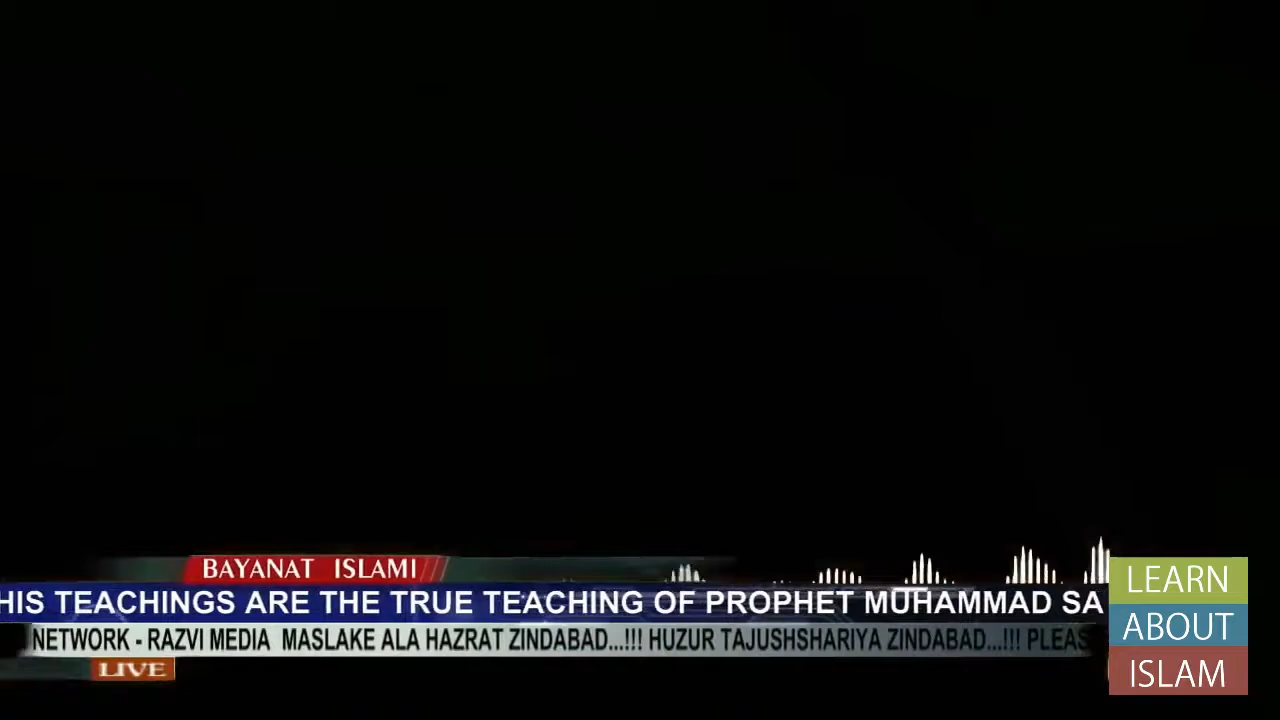 BAYANAT ISLAMI
HIS TEACHINGS ARE THE TRUE TEACHING OF PROPHET MUHAMMAD SA
NETWORK - RAZVI MEDIA MASLAKE ALA HAZRAT ZINDABAD...!!! HUZUR TAJUSHSHARIYA ZINDABAD...!!! PLEAS
LIVE
LEARN
ABOUT
ISLAM